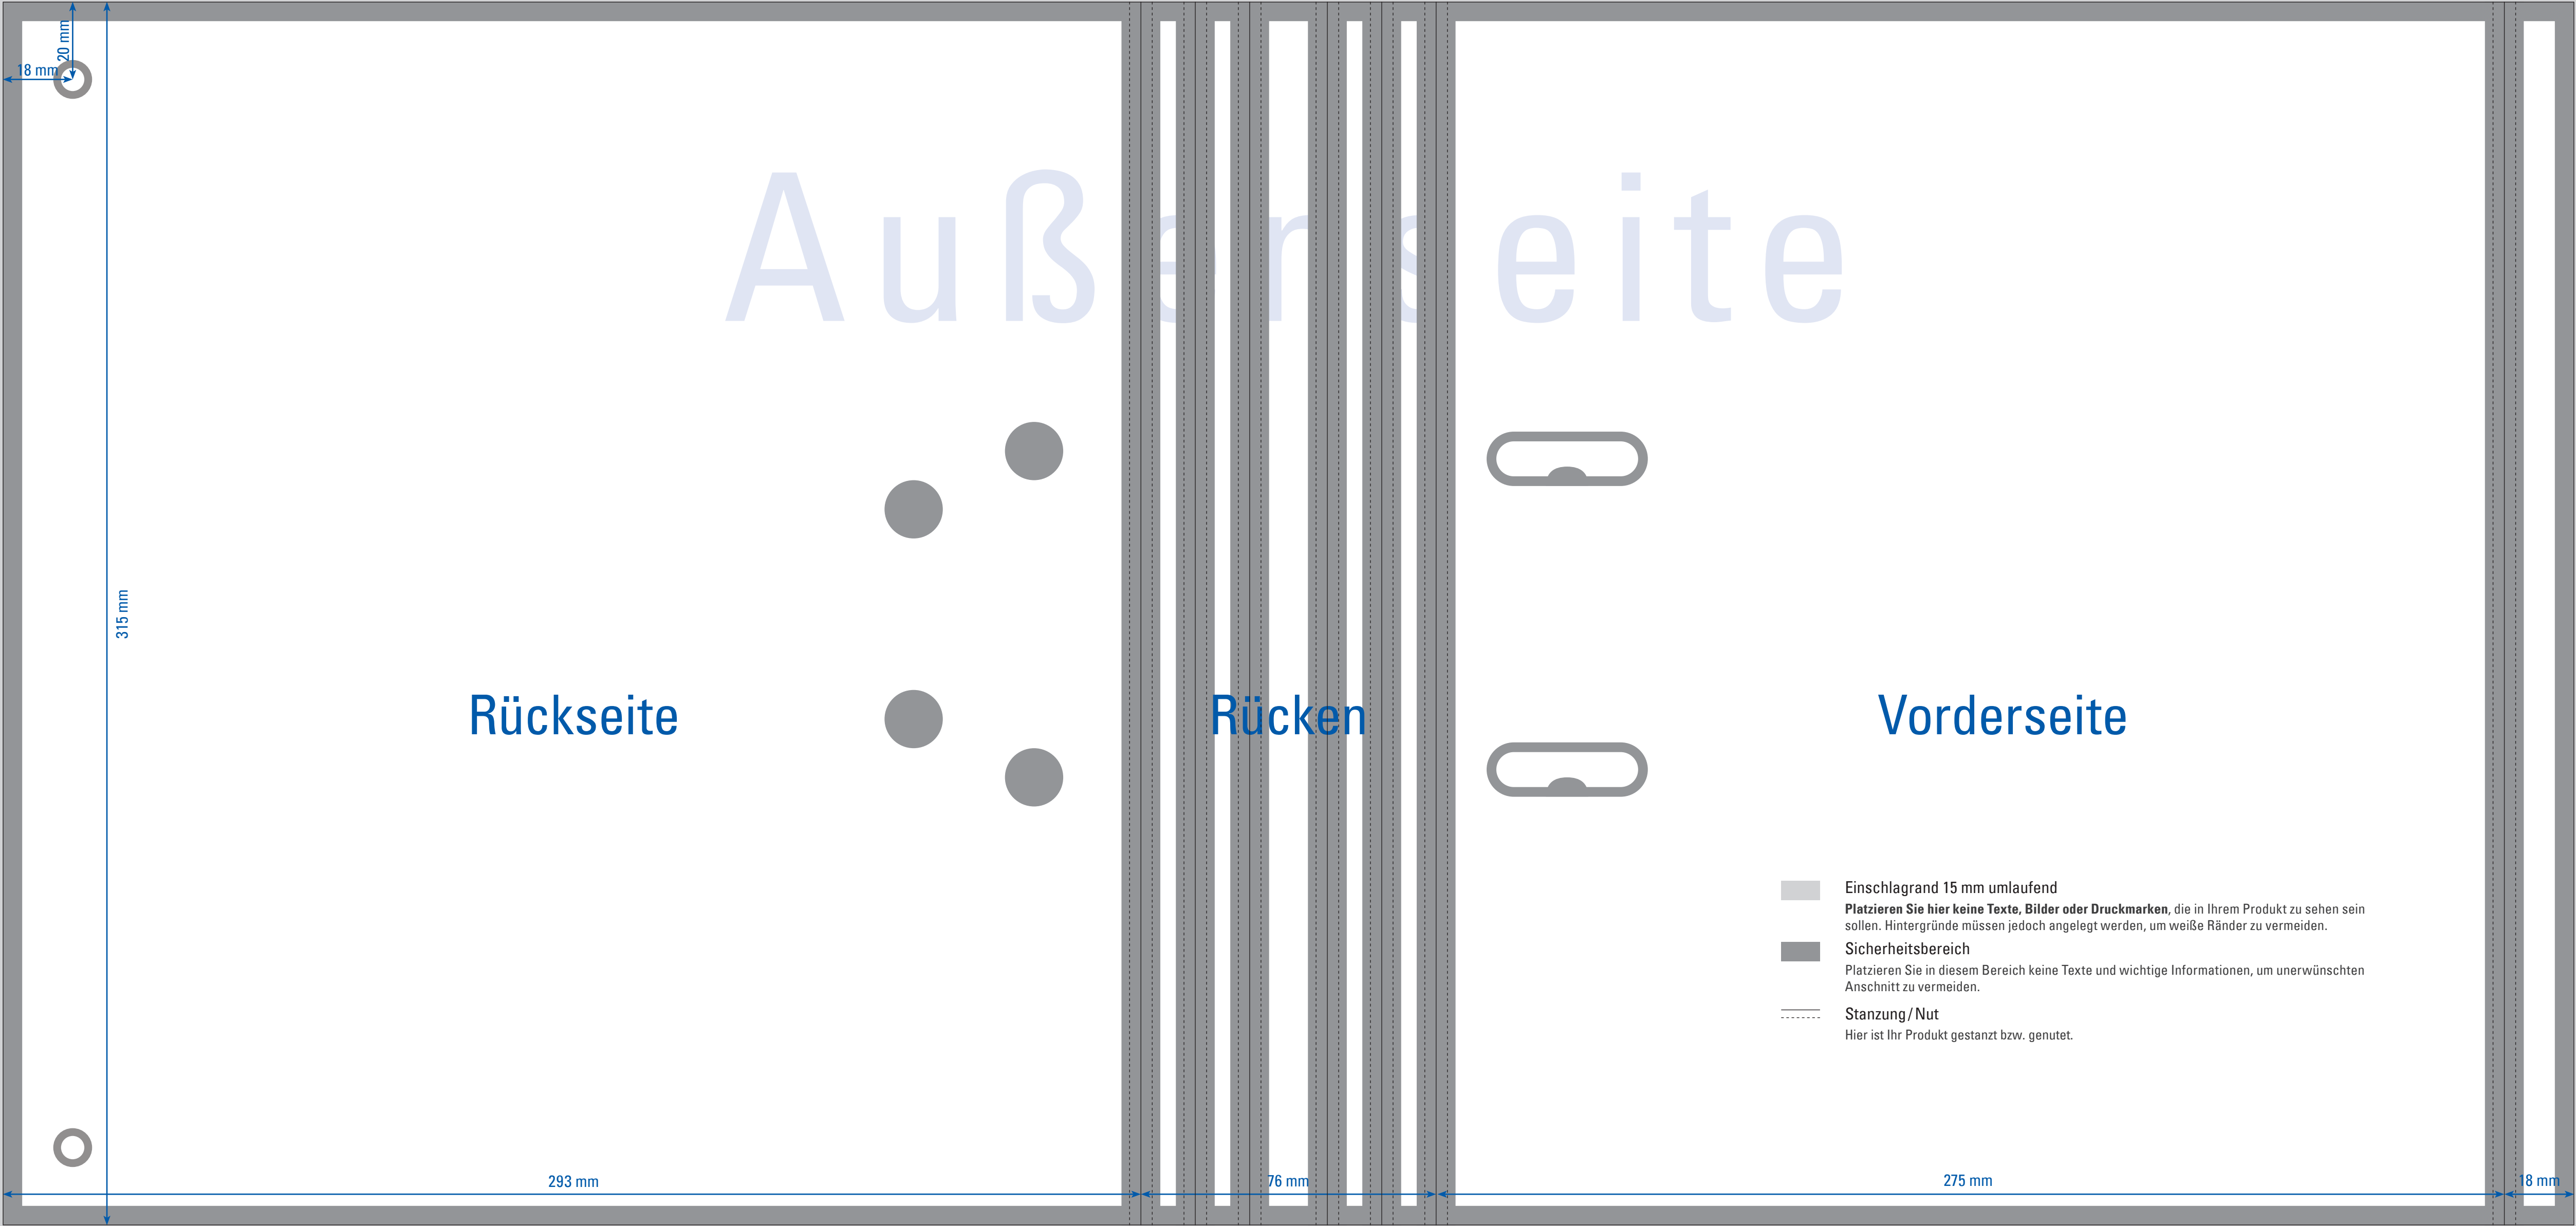 20 mm
18 mm
Außenseite
315 mm
Rückseite
Rücken
Vorderseite
Einschlagrand 15 mm umlaufend
Platzieren Sie hier keine Texte, Bilder oder Druckmarken, die in Ihrem Produkt zu sehen sein
sollen. Hintergründe müssen jedoch angelegt werden, um weiße Ränder zu vermeiden.
Sicherheitsbereich
Platzieren Sie in diesem Bereich keine Texte und wichtige Informationen, um unerwünschten
Anschnitt zu vermeiden.
Stanzung/Nut
Hier ist Ihr Produkt gestanzt bzw. genutet.
293 mm
76 mm
275 mm
18 mm